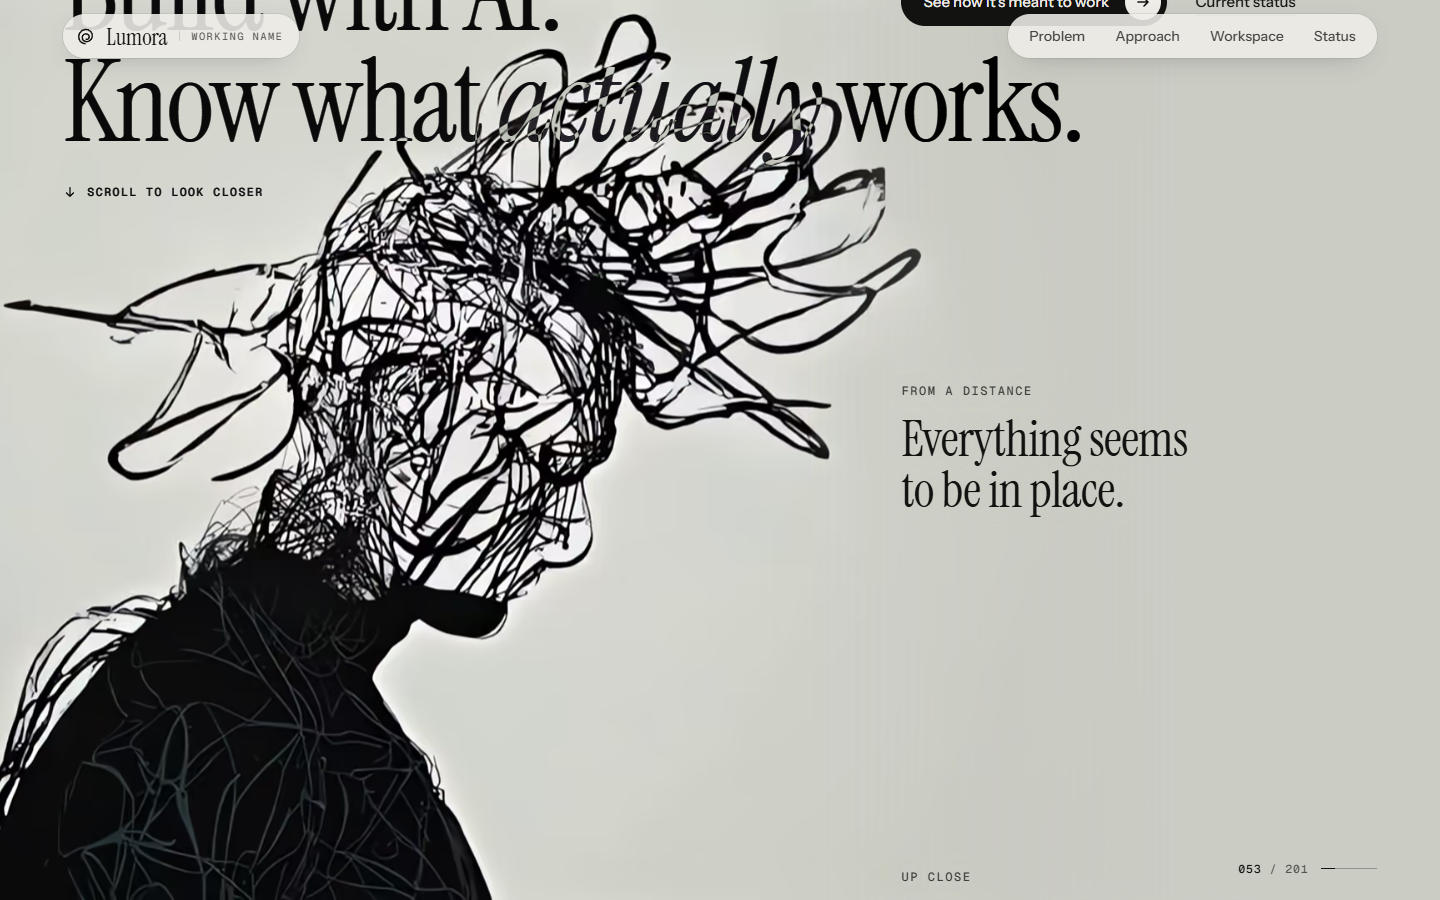 Build with AI.
See how it's meant to work
Current status
Lumora
WORKING NAME
Problem
Approach
Workspace
Status
Know what actually works.
SCROLL TO LOOK CLOSER
FROM A DISTANCE
Everything seems
to be in place.
053 / 201
UP CLOSE